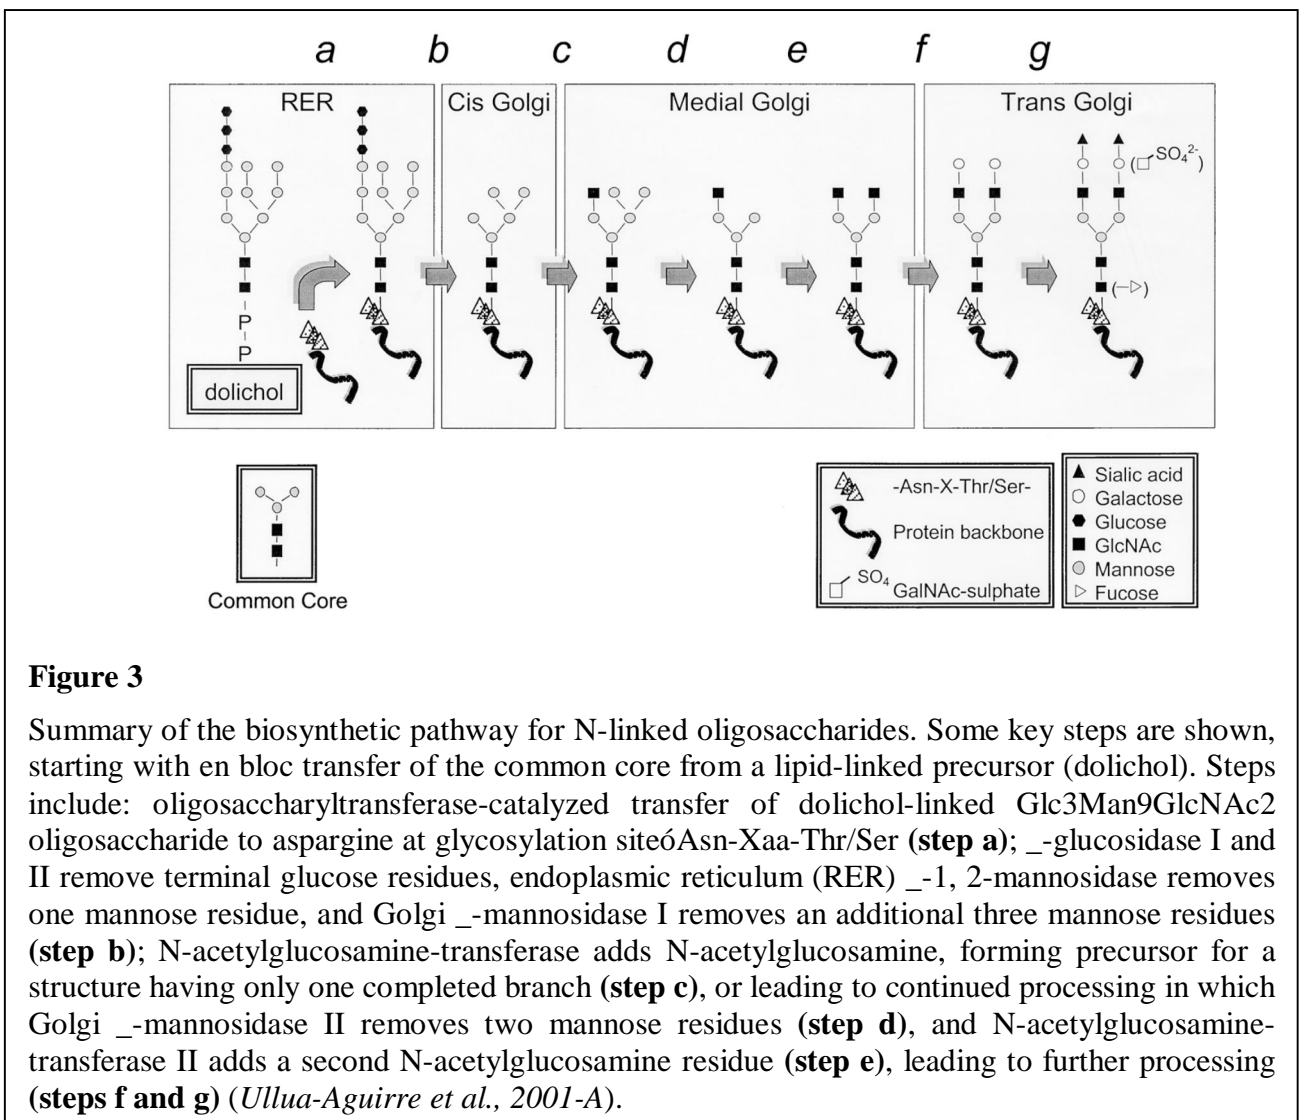 a b c d e f g
RER Cis Golgi Medial Golgi Trans Golgi
SO₄²⁻
P
P
dolichol
Common Core
-Asn-X-Thr/Ser-
Protein backbone
SO₄
GalNAc-sulphate
Sialic acid
Galactose
Glucose
GlcNAc
Mannose
Fucose
Figure 3
Summary of the biosynthetic pathway for N-linked oligosaccharides. Some key steps are shown,
starting with en bloc transfer of the common core from a lipid-linked precursor (dolichol). Steps
include: oligosaccharyltransferase-catalyzed transfer of dolichol-linked Glc3Man9GlcNAc2
oligosaccharide to aspargine at glycosylation siteóAsn-Xaa-Thr/Ser (step a); _-glucosidase I and
II remove terminal glucose residues, endoplasmic reticulum (RER) _-1, 2-mannosidase removes
one mannose residue, and Golgi _-mannosidase I removes an additional three mannose residues
(step b); N-acetylglucosamine-transferase adds N-acetylglucosamine, forming precursor for a
structure having only one completed branch (step c), or leading to continued processing in which
Golgi _-mannosidase II removes two mannose residues (step d), and N-acetylglucosamine-
transferase II adds a second N-acetylglucosamine residue (step e), leading to further processing
(steps f and g) (Ullua-Aguirre et al., 2001-A).